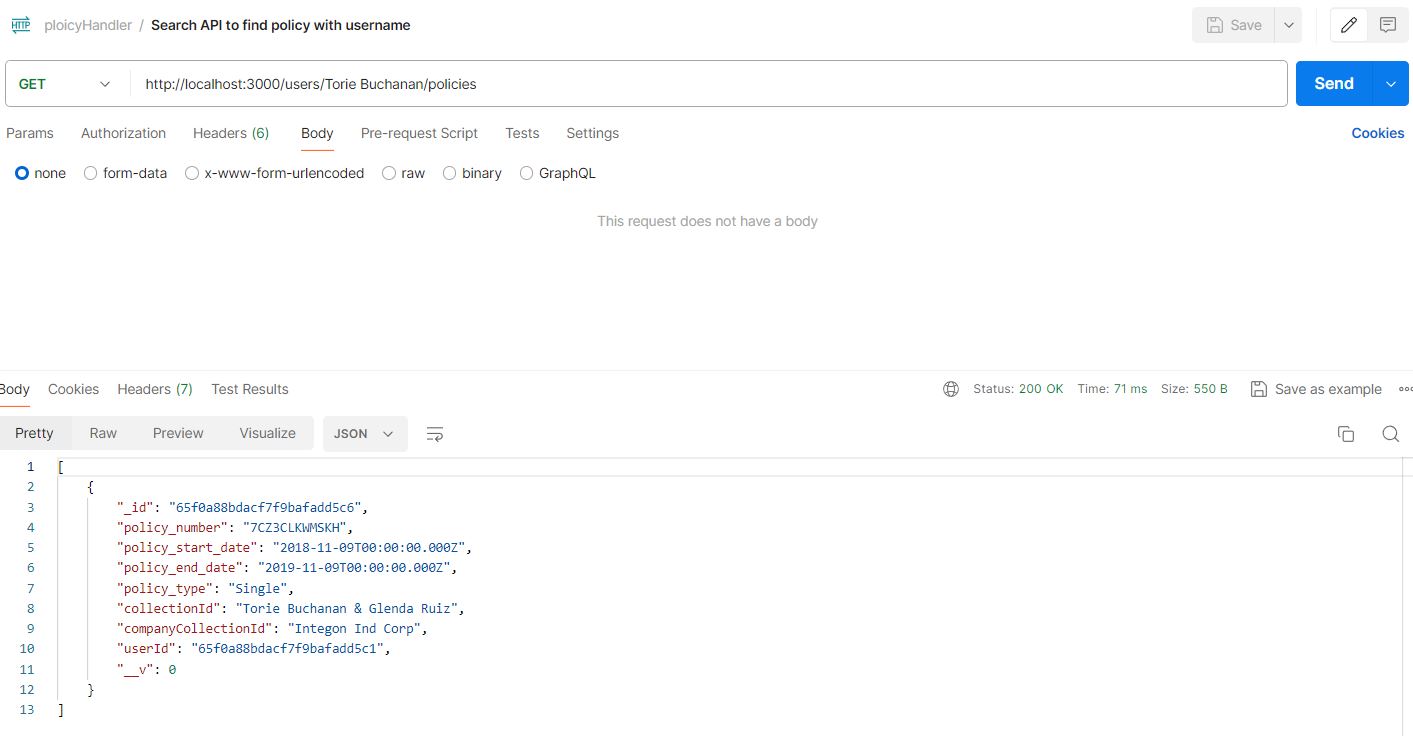 HTTP ploicyHandler / Search API to find policy with username Save
GET http://localhost:3000/users/Torie Buchanan/policies Send
Params Authorization Headers (6) Body Pre-request Script Tests Settings Cookies
none form-data x-www-form-urlencoded raw binary GraphQL
This request does not have a body
Body Cookies Headers (7) Test Results Status: 200 OK Time: 71 ms Size: 550 B Save as example
Pretty Raw Preview Visualize JSON
1 [
2 {
3 "_id": "65f0a88bdacf7f9bafadd5c6",
4 "policy_number": "7CZ3CLKWMSKH",
5 "policy_start_date": "2018-11-09T00:00:00.000Z",
6 "policy_end_date": "2019-11-09T00:00:00.000Z",
7 "policy_type": "Single",
8 "collectionId": "Torie Buchanan & Glenda Ruiz",
9 "companyCollectionId": "Integon Ind Corp",
10 "userId": "65f0a88bdacf7f9bafadd5c1",
11 "__v": 0
12 }
13 ]